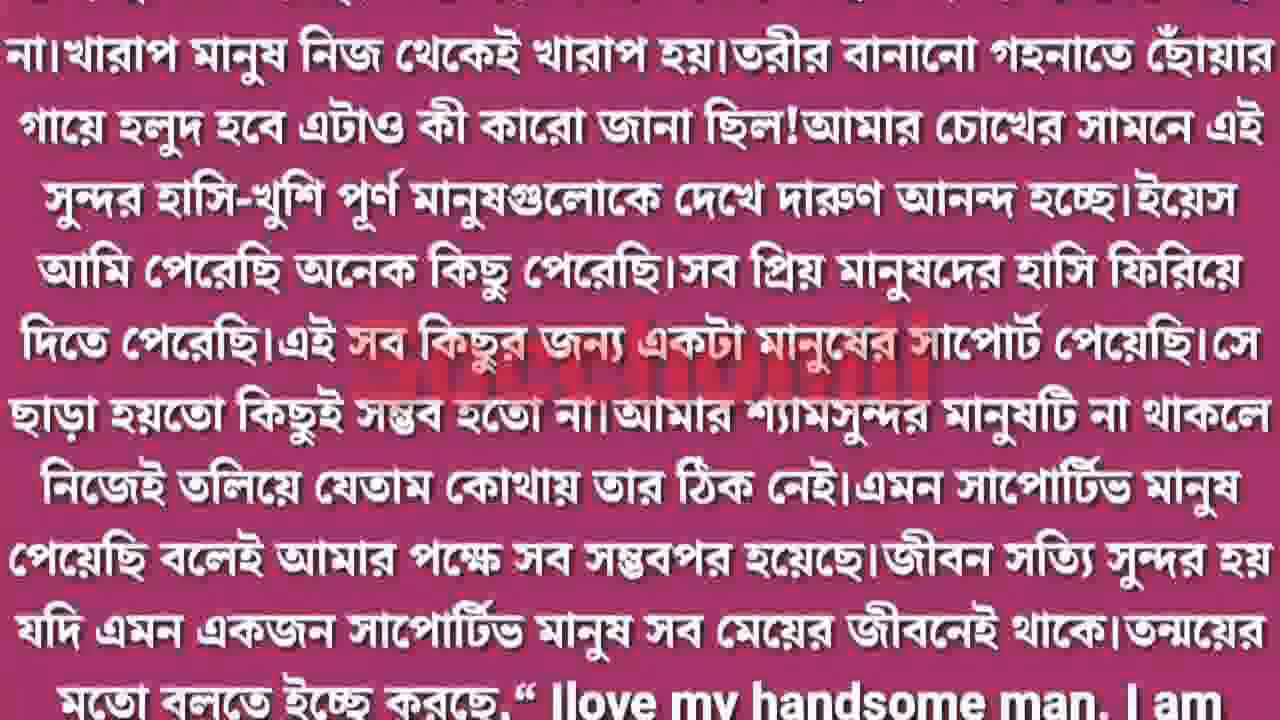 না।খারাপ মানুষ নিজ থেকেই খারাপ হয়।তরীর বানানো গহনাতে ছোঁয়ার
গায়ে হলুদ হবে এটাও কী কারো জানা ছিল!আমার চোখের সামনে এই
সুন্দর হাসি-খুশি পূর্ণ মানুষগুলোকে দেখে দারুণ আনন্দ হচ্ছে।ইয়েস
আমি পেরেছি অনেক কিছু পেরেছি।সব প্রিয় মানুষদের হাসি ফিরিয়ে
দিতে পেরেছি।এই সব কিছুর জন্য একটা মানুষের সাপোর্ট পেয়েছি।সে
ছাড়া হয়তো কিছুই সম্ভব হতো না।আমার শ্যামসুন্দর মানুষটি না থাকলে
নিজেই তলিয়ে যেতাম কোথায় তার ঠিক নেই।এমন সাপোর্টিভ মানুষ
পেয়েছি বলেই আমার পক্ষে সব সম্ভবপর হয়েছে।জীবন সত্যি সুন্দর হয়
যদি এমন একজন সাপোর্টিভ মানুষ সব মেয়ের জীবনেই থাকে।তন্ময়ের
মতো বলতে ইচ্ছে করছে,“ Ilove my handsome man, I am